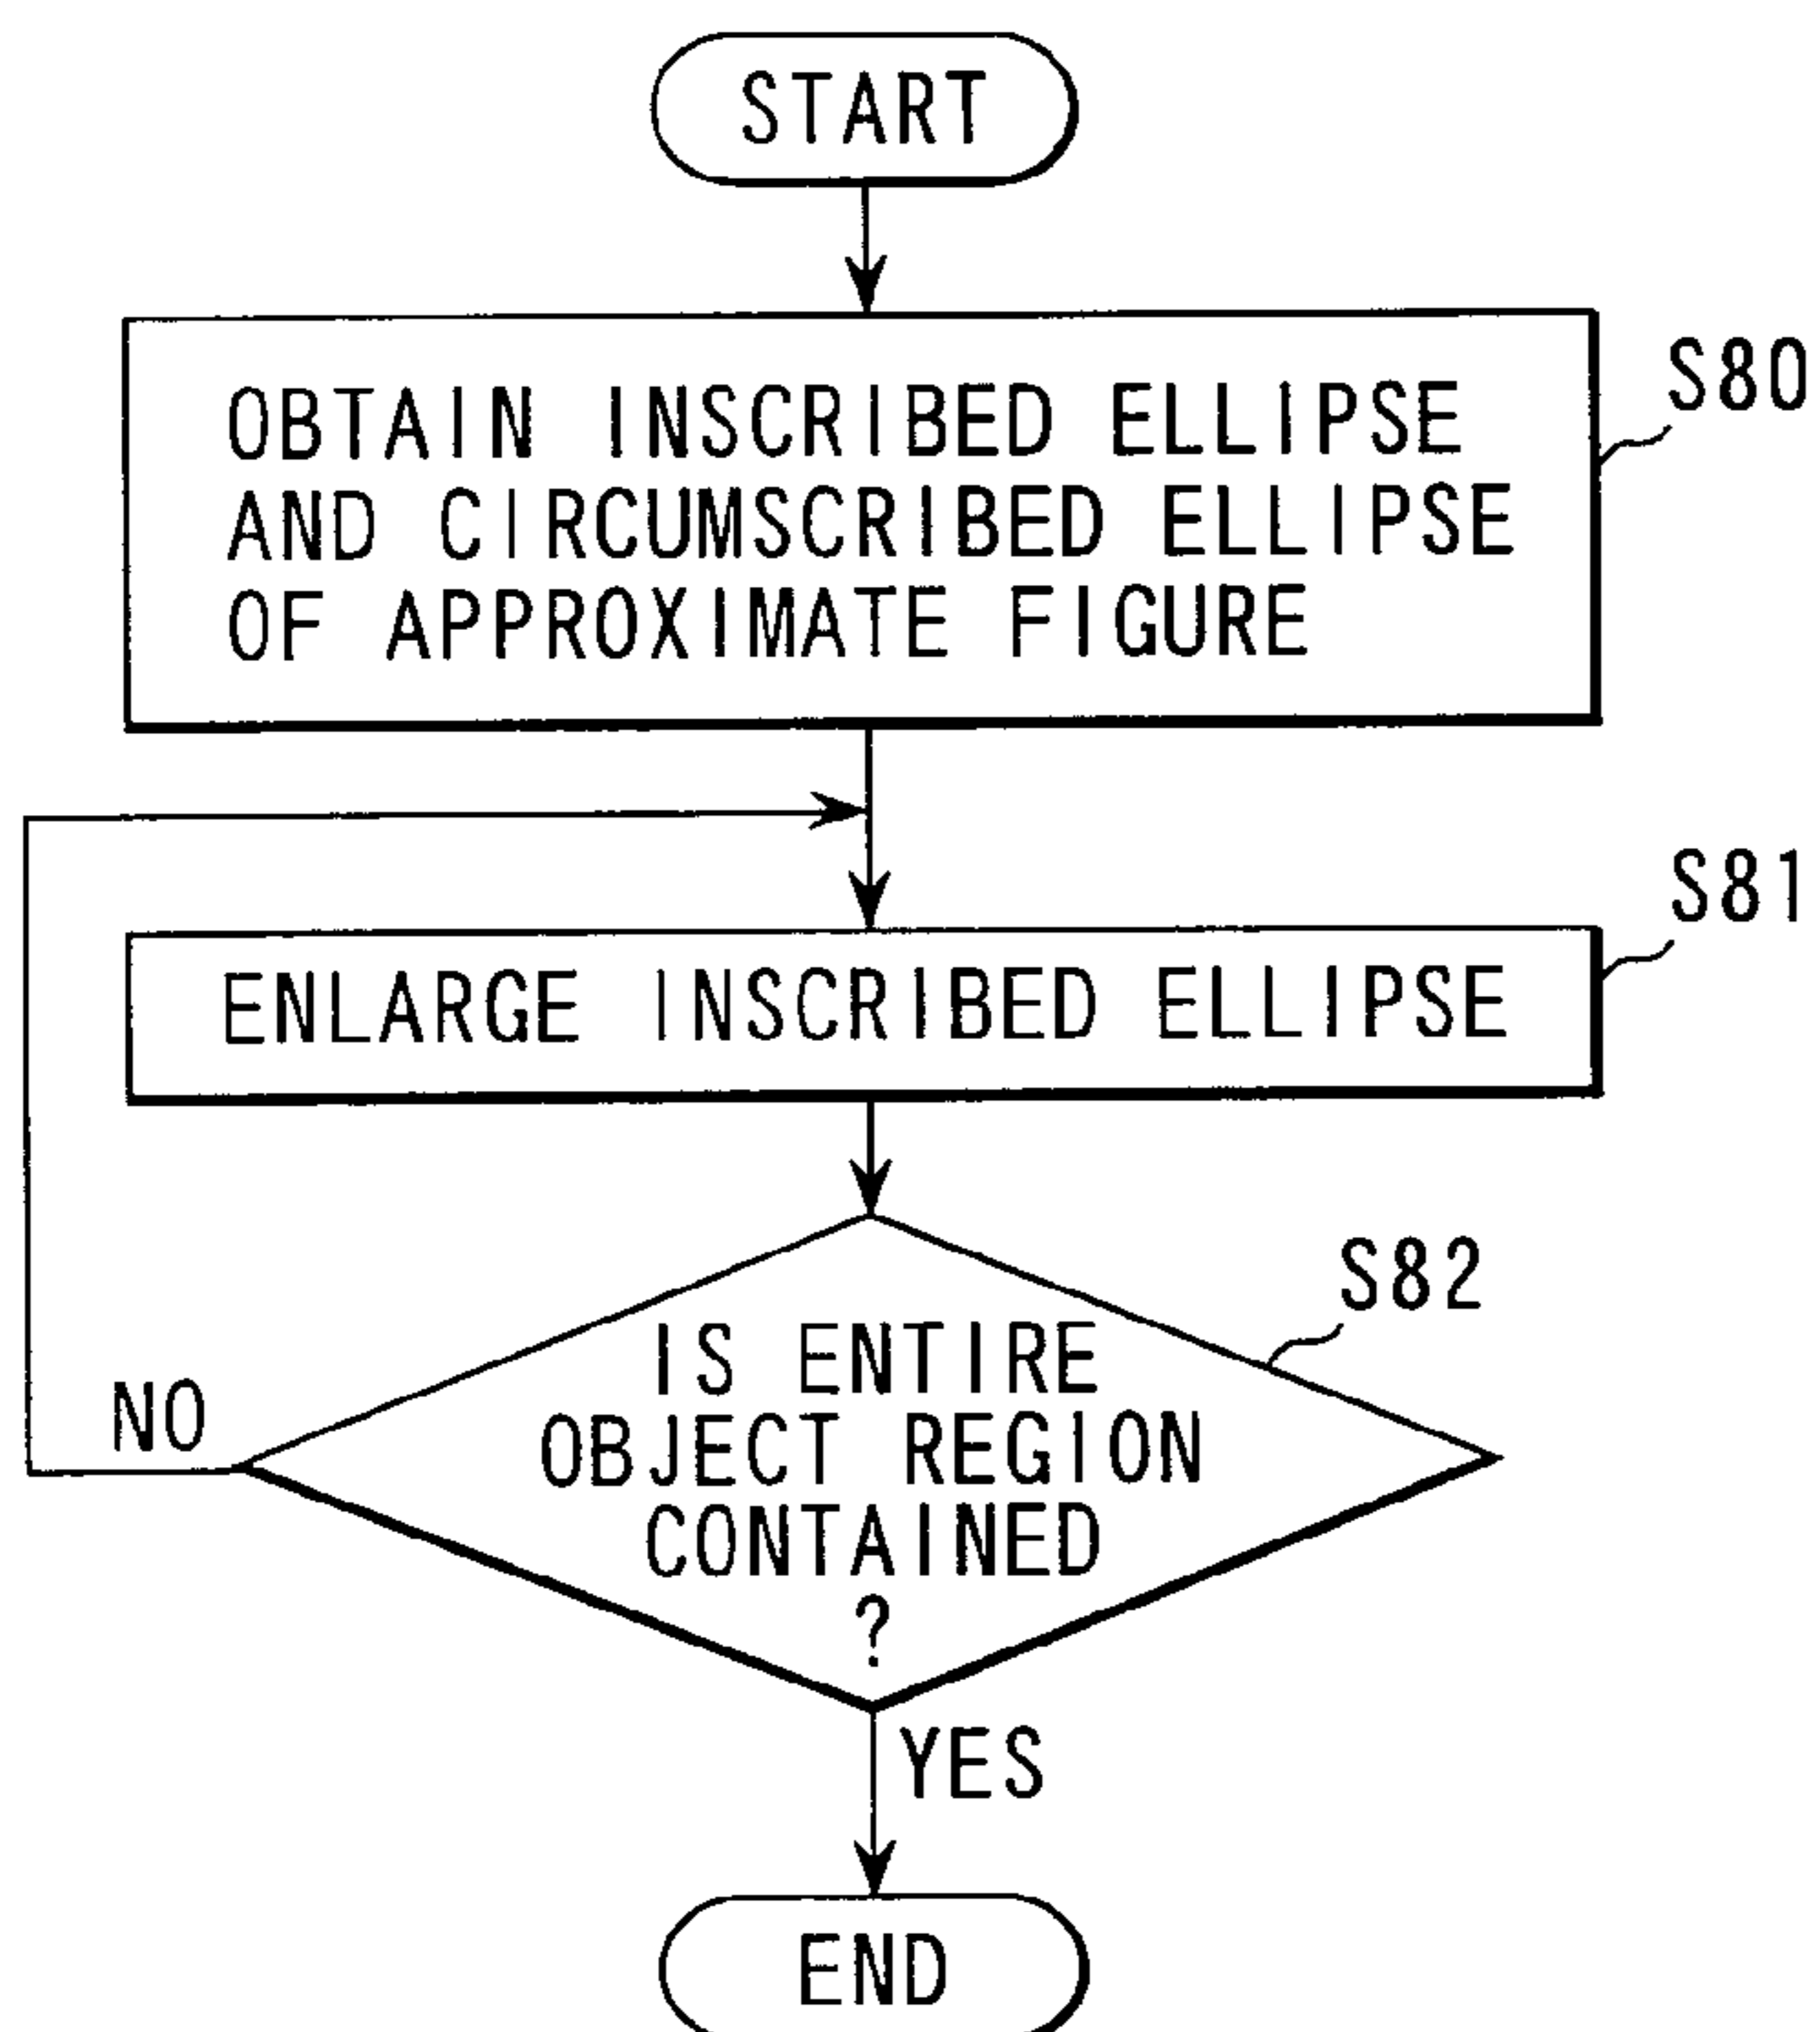 START
OBTAIN INSCRIBED ELLIPSE
AND CIRCUMSCRIBED ELLIPSE
OF APPROXIMATE FIGURE
S80
ENLARGE INSCRIBED ELLIPSE
S81
IS ENTIRE
OBJECT REGION
CONTAINED
?
S82
NO
YES
END